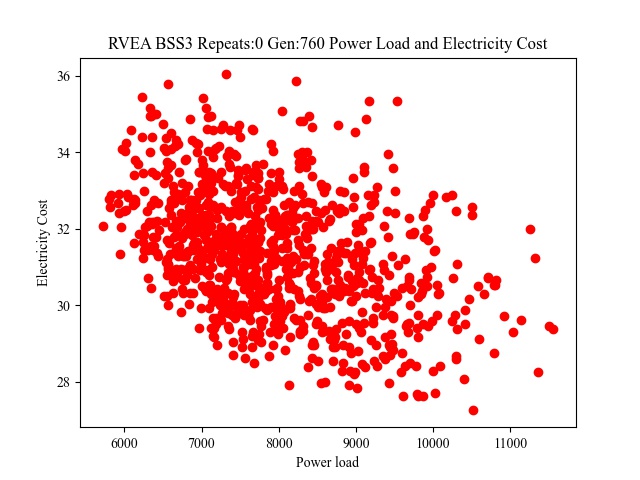 RVEA BSS3 Repeats:0 Gen:760 Power Load and Electricity Cost
36
34
32
30
28
Electricity Cost
6000 7000 8000 9000 10000 11000
Power load